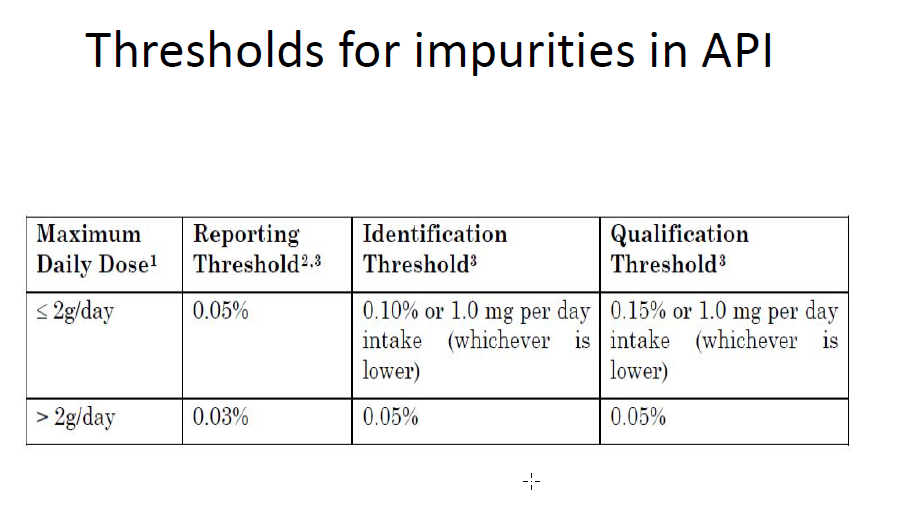 Thresholds for impurities in API
Maximum Daily Dose¹
Reporting Threshold²,³
Identification Threshold³
Qualification Threshold³
≤ 2g/day
0.05%
0.10% or 1.0 mg per day intake (whichever is lower)
0.15% or 1.0 mg per day intake (whichever is lower)
> 2g/day
0.03%
0.05%
0.05%